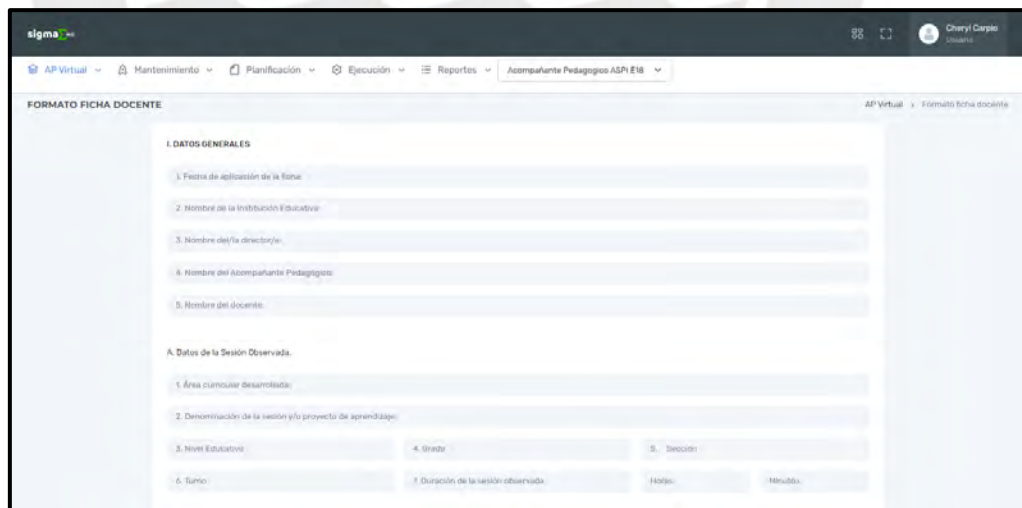 sigma
Cheryl Carpio
Usuario
AP Virtual Mantenimiento Planificación Ejecución Reportes Acompañante Pedagogico ASPI E18
FORMATO FICHA DOCENTE AP Virtual > Formato ficha docente
I. DATOS GENERALES
1. Fecha de aplicación de la ficha:
2. Nombre de la Institución Educativa:
3. Nombre del/la director/a:
4. Nombre del Acompañante Pedagógico:
5. Nombre del docente:
A. Datos de la Sesión Observada.
1. Área curricular desarrollada:
2. Denominación de la sesión y/o proyecto de aprendizaje:
3. Nivel Educativo: 4. Grado: 5. Sección:
6. Turno: 7. Duración de la sesión observada: Horas: Minutos: